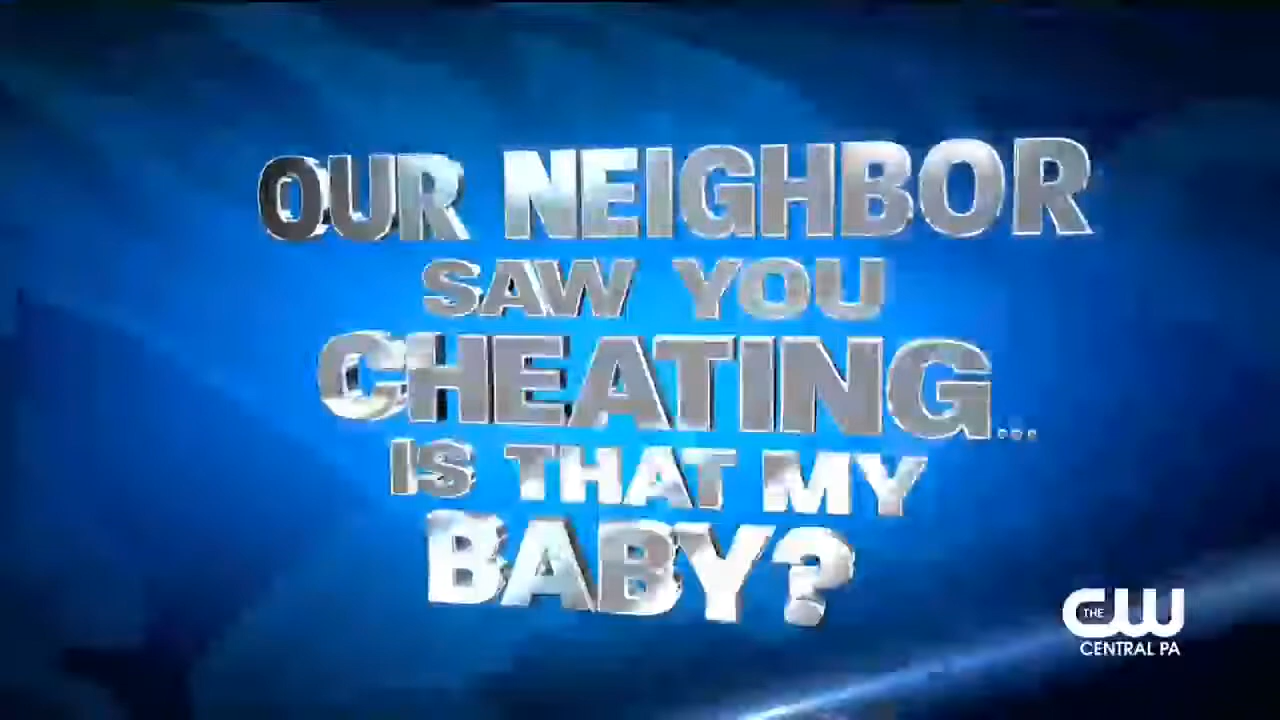 OUR NEIGHBOR
SAW YOU
CHEATING...
IS THAT MY
BABY?
THE CW
CENTRAL PA